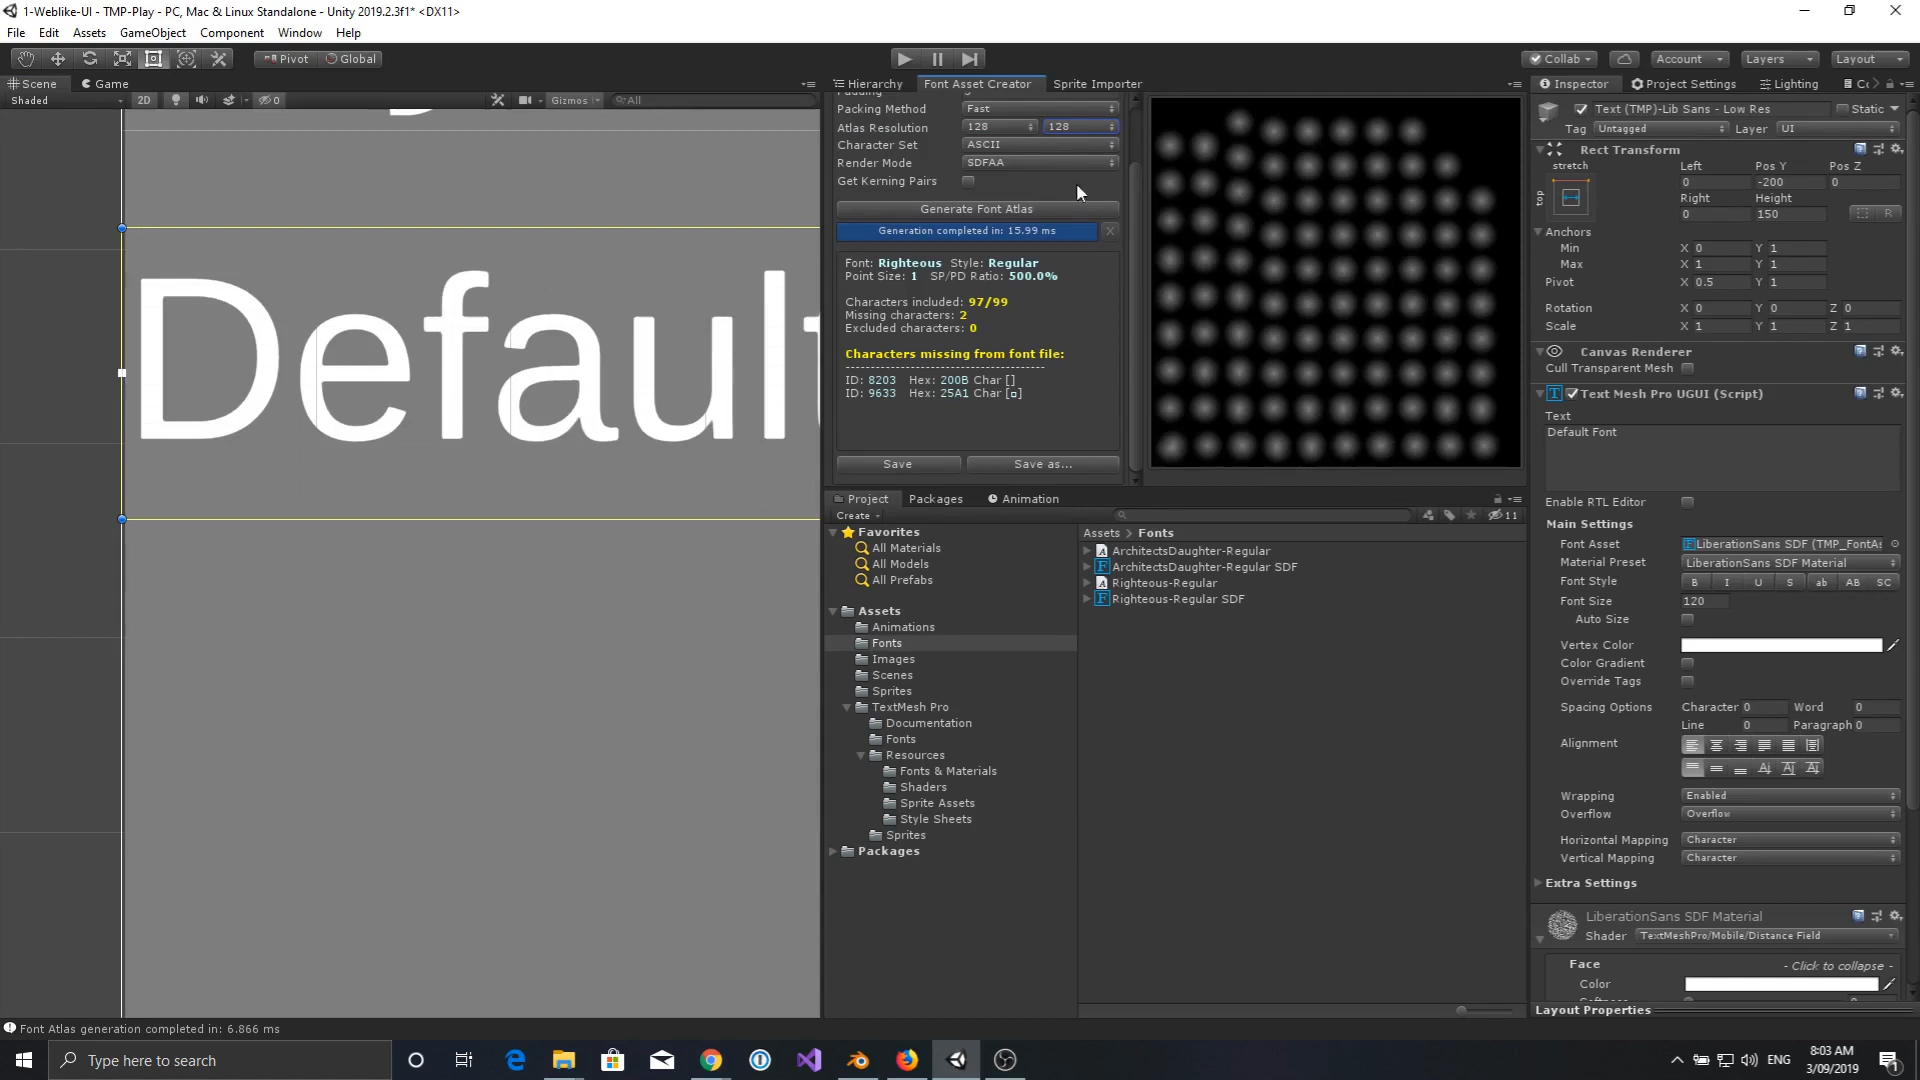 1-Weblike-UI - TMP-Play - PC, Mac & Linux Standalone - Unity 2019.2.3f1* <DX11>
File Edit Assets GameObject Component Window Help
Pivot Global
Collab Account Layers Layout
Scene Game
Shaded 2D 0 Gizmos All
Default
Hierarchy Font Asset Creator Sprite Importer
Packing Method Fast
Atlas Resolution 128 128
Character Set ASCII
Render Mode SDFAA
Get Kerning Pairs
Generate Font Atlas
Generation completed in: 15.99 ms X
Font: Righteous Style: Regular
Point Size: 1 SP/PD Ratio: 500.0%
Characters included: 97/99
Missing characters: 2
Excluded characters: 0
Characters missing from font file:
----------------------------------------
ID: 8203 Hex: 200B Char []
ID: 9633 Hex: 25A1 Char [□]
Save Save as...
Project Packages Animation
Create 11
Favorites
All Materials
All Models
All Prefabs
Assets
Animations
Fonts
Images
Scenes
Sprites
TextMesh Pro
Documentation
Fonts
Resources
Fonts & Materials
Shaders
Sprite Assets
Style Sheets
Sprites
Packages
Assets > Fonts
ArchitectsDaughter-Regular
ArchitectsDaughter-Regular SDF
Righteous-Regular
Righteous-Regular SDF
Inspector Project Settings Lighting
Text (TMP)-Lib Sans - Low Res Static
Tag Untagged Layer UI
Rect Transform
stretch Left Pos Y Pos Z
top 0 -200 0
Right Height
0 150 R
Anchors
Min X 0 Y 1
Max X 1 Y 1
Pivot X 0.5 Y 1
Rotation X 0 Y 0 Z 0
Scale X 1 Y 1 Z 1
Canvas Renderer
Cull Transparent Mesh
Text Mesh Pro UGUI (Script)
Text
Default Font
Enable RTL Editor
Main Settings
Font Asset LiberationSans SDF (TMP_FontAs
Material Preset LiberationSans SDF Material
Font Style B I U S ab AB SC
Font Size 120
Auto Size
Vertex Color
Color Gradient
Override Tags
Spacing Options Character 0 Word 0
Line 0 Paragraph 0
Alignment
Wrapping Enabled
Overflow Overflow
Horizontal Mapping Character
Vertical Mapping Character
Extra Settings
LiberationSans SDF Material
Shader TextMeshPro/Mobile/Distance Field
Face - Click to collapse -
Color
Layout Properties
Font Atlas generation completed in: 6.866 ms
Type here to search
ENG 8:03 AM
3/09/2019
1